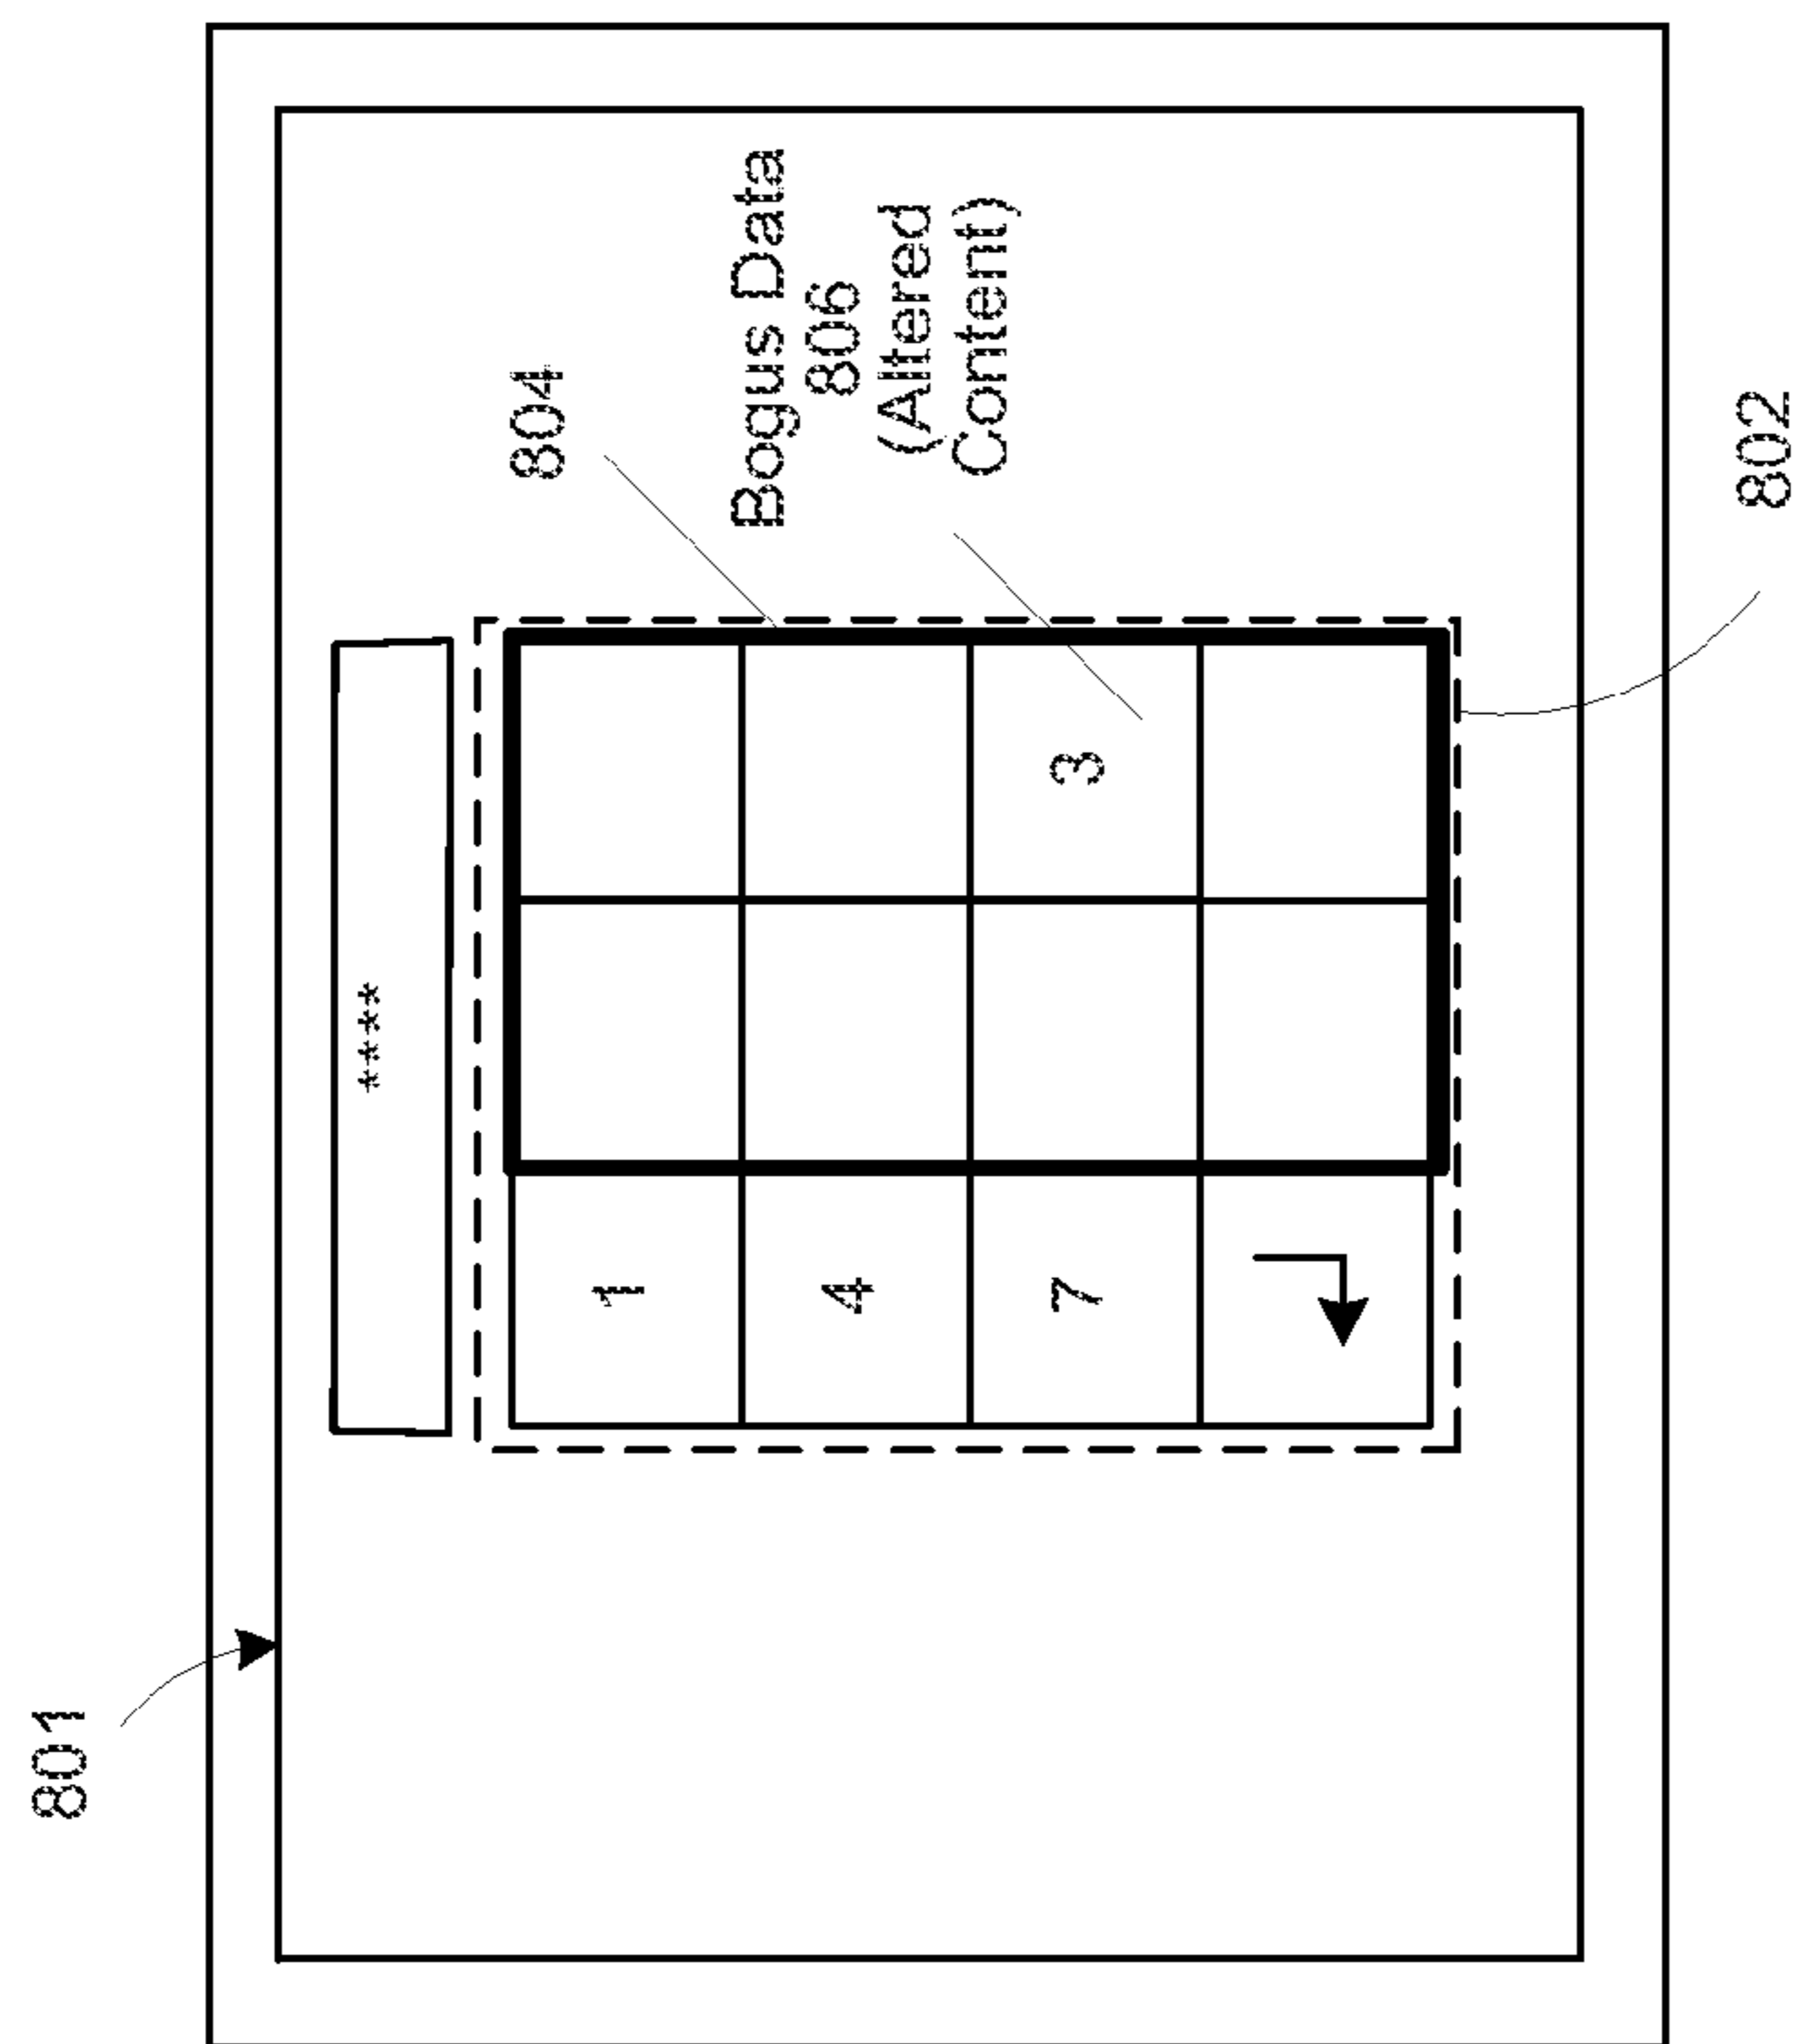 801
****
804
1
Bogus Data
806
(Altered
Content)
4
7 3
802